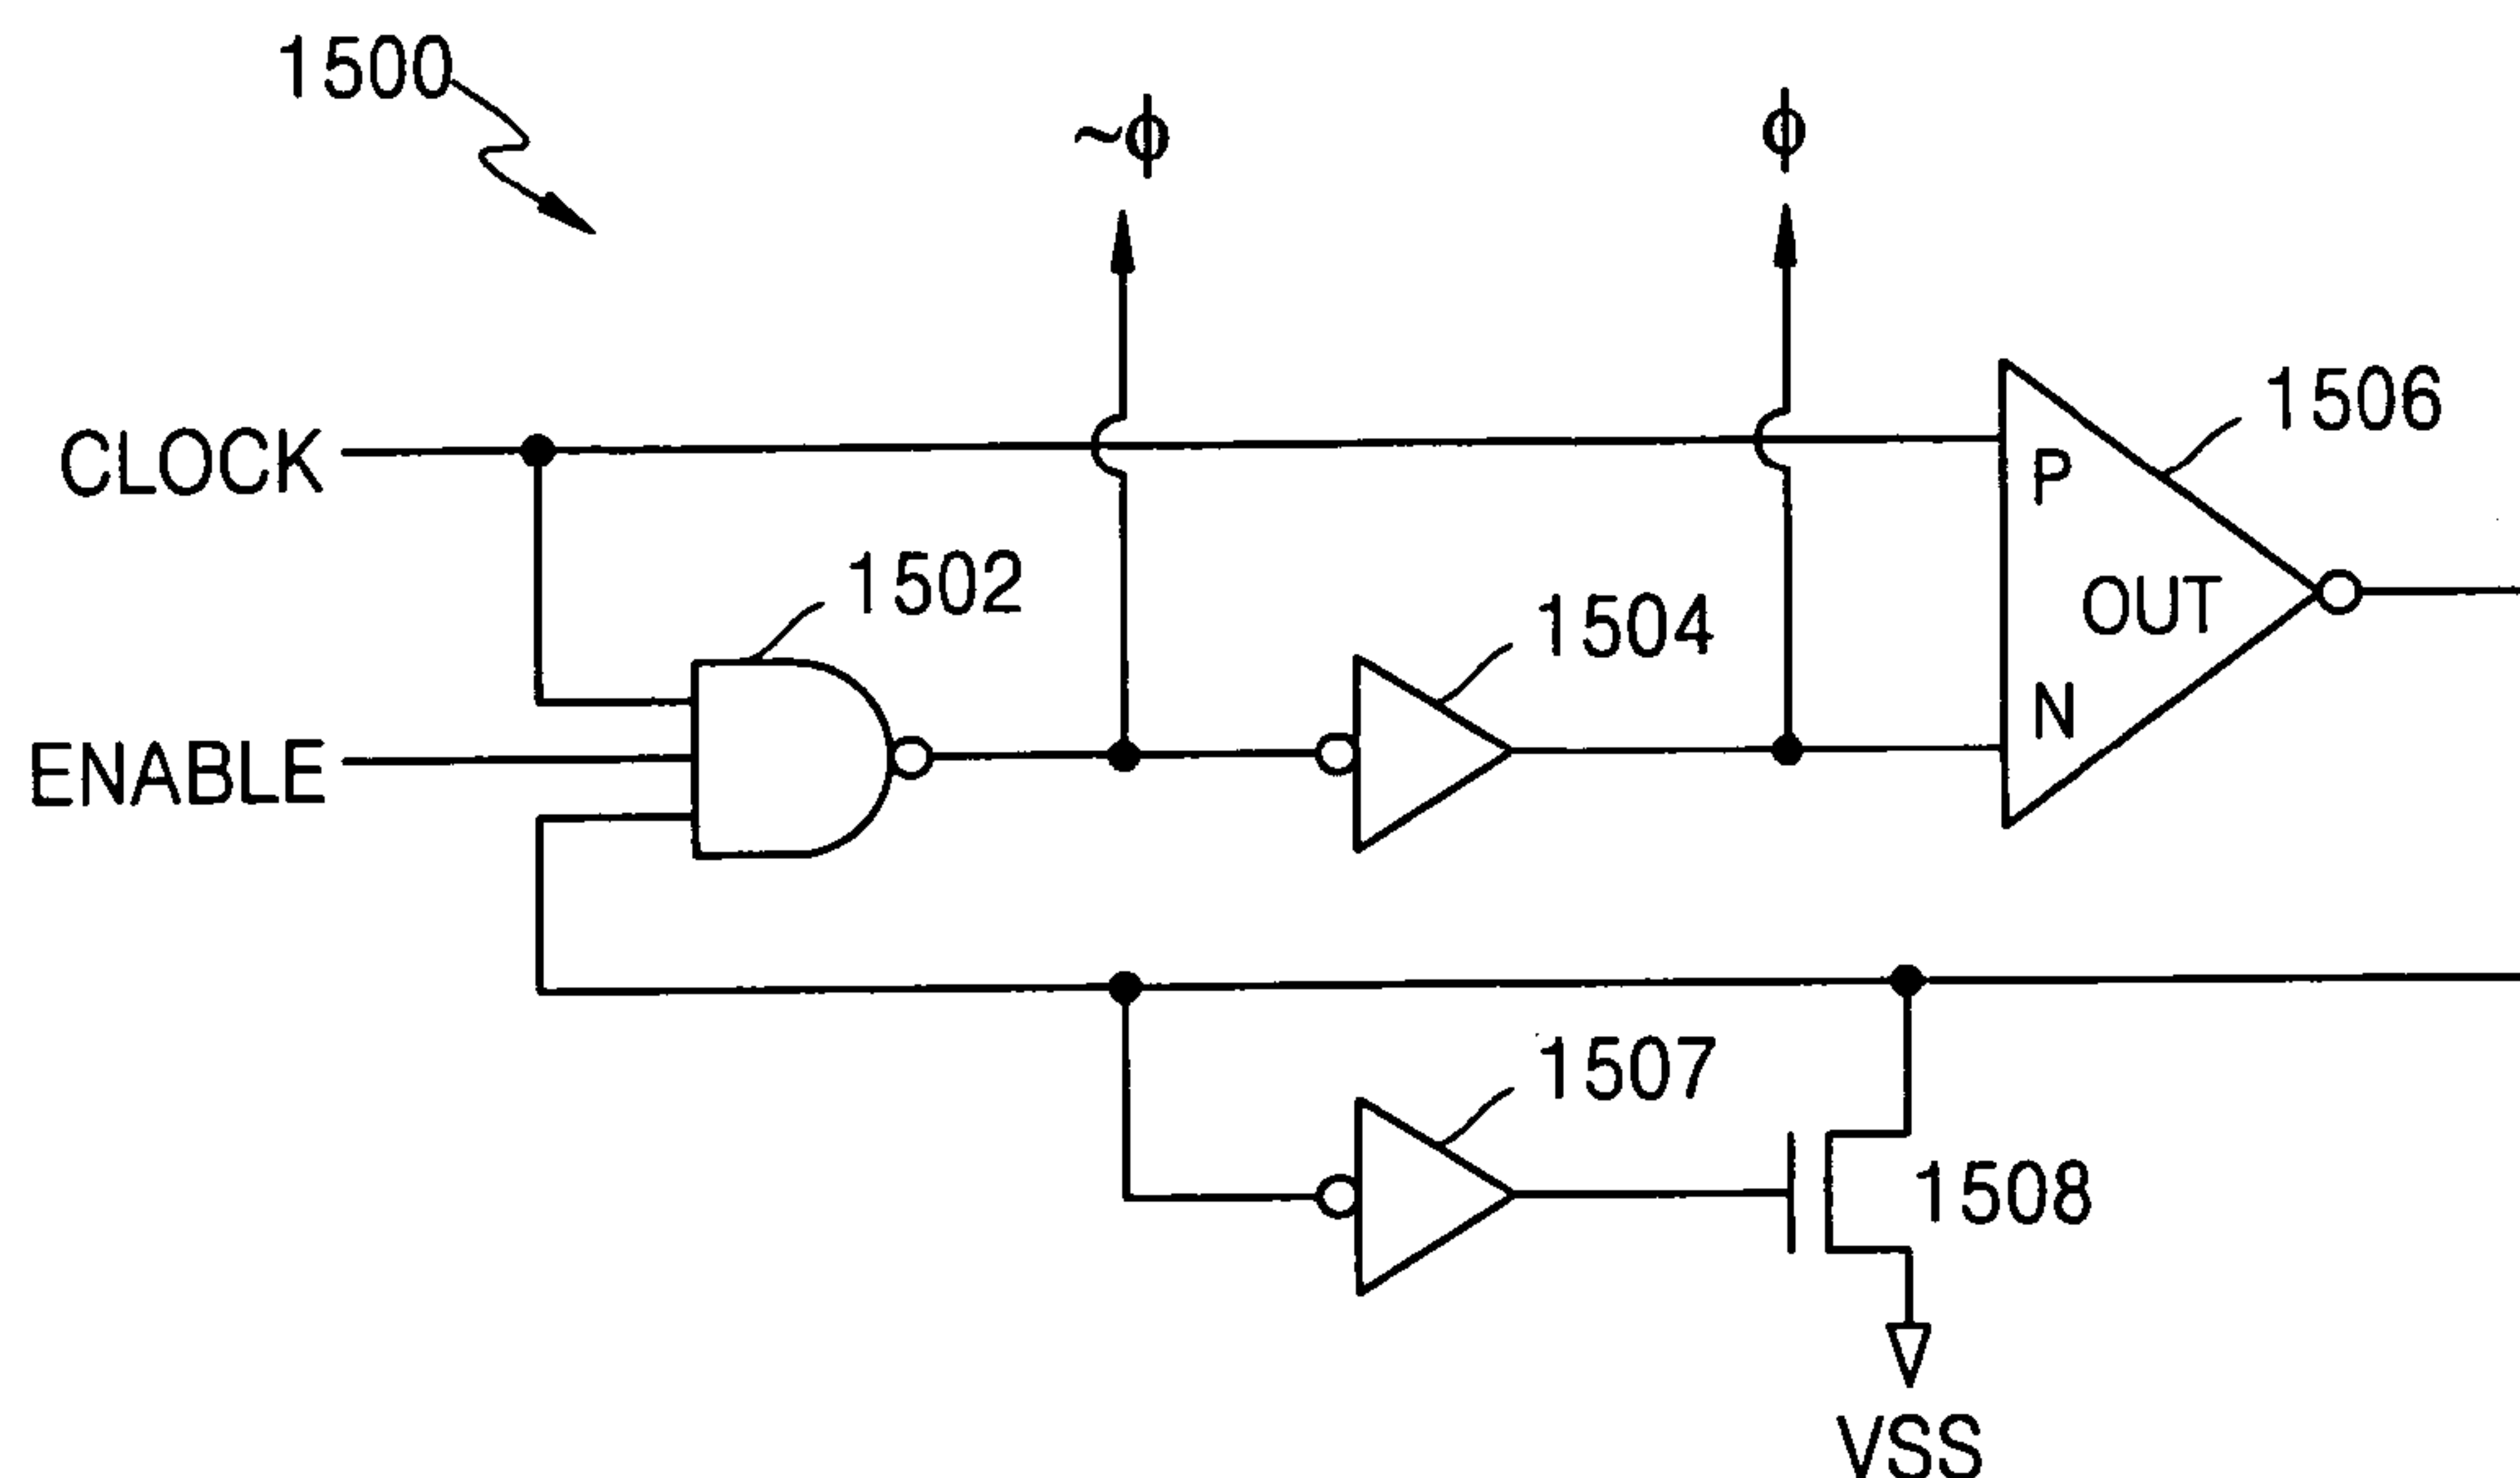 1500
~ϕ
ϕ
1506
CLOCK
P
1502
1504
OUT
N
ENABLE
1507
1508
VSS